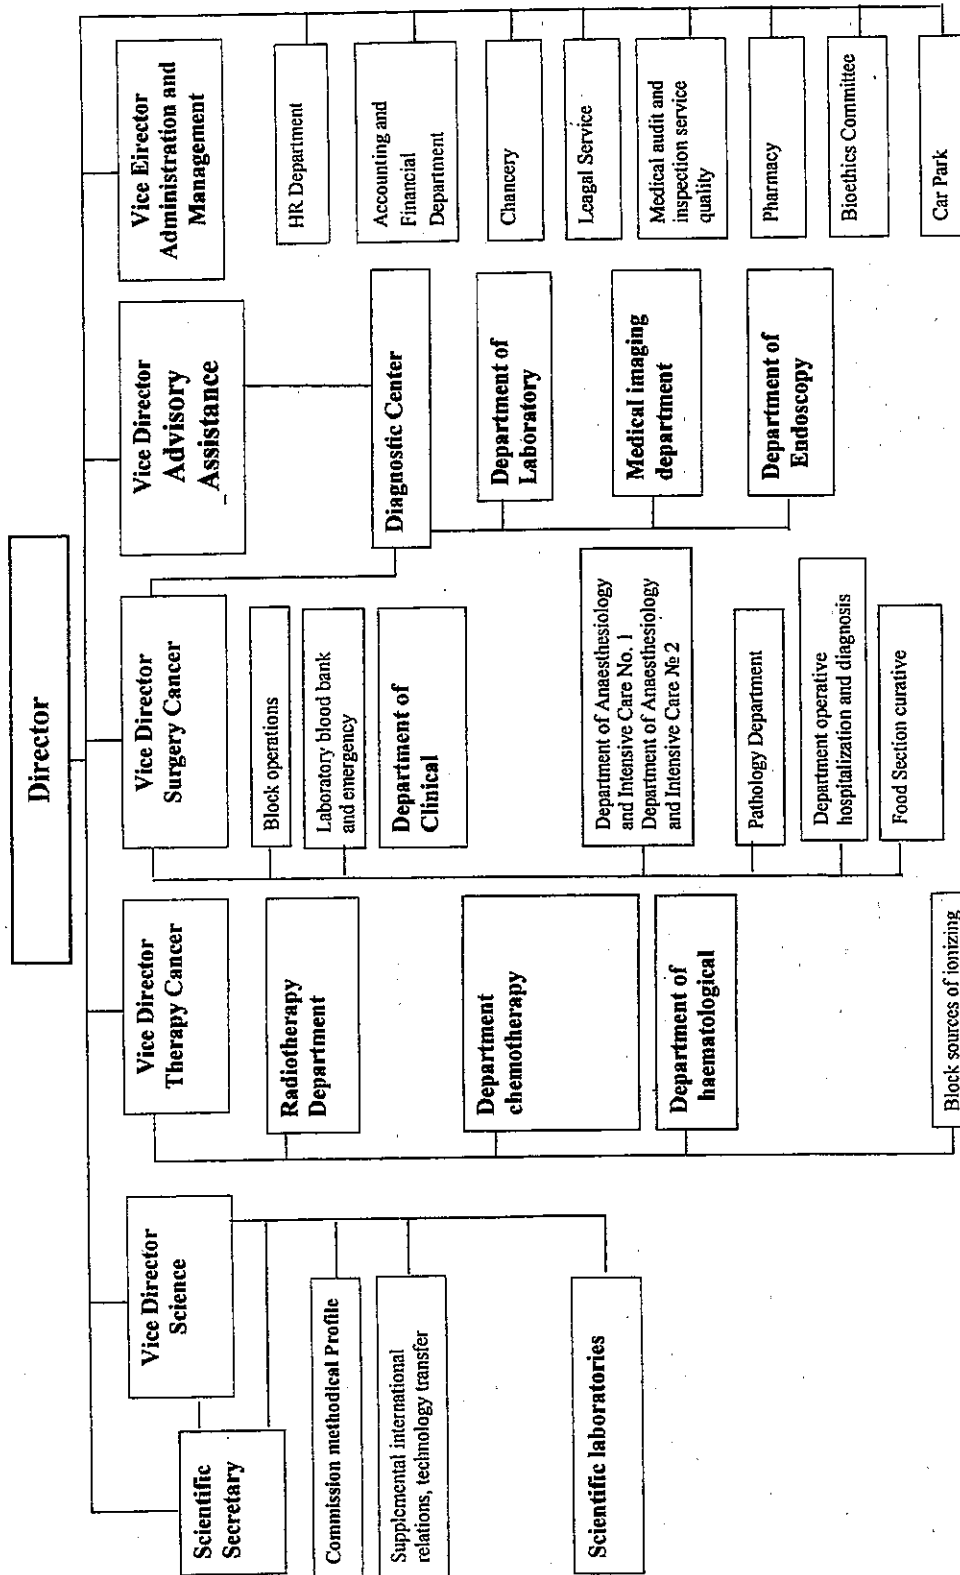 Director
Scientific
Secretary
Vice Director
Science
Commission methodical Profile
Supplemental international
relations, technology transfer
Scientific laboratories
Vice Director
Therapy Cancer
Radiotherapy
Department
Department
chemotherapy
Department of
haematological
Block sources of ionizing
Vice Director
Surgery Cancer
Block operations
Laboratory blood bank
and emergency
Department of
Clinical
Department of Anaesthesiology
and Intensive Care No. 1
Department of Anaesthesiology
and Intensive Care № 2
Pathology Department
Department operative
hospitalization and diagnosis
Food Section curative
Vice Director
Advisory
Assistance
Diagnostic Center
Department of
Laboratory
Medical imaging
department
Department of
Endoscopy
Vice Eirector
Administration and
Management
HR Department
Accounting and
Financial
Department
Chancery
Leagal Service
Medical audit and
inspection service
quality
Pharmacy
Bioethics Committee
Car Park